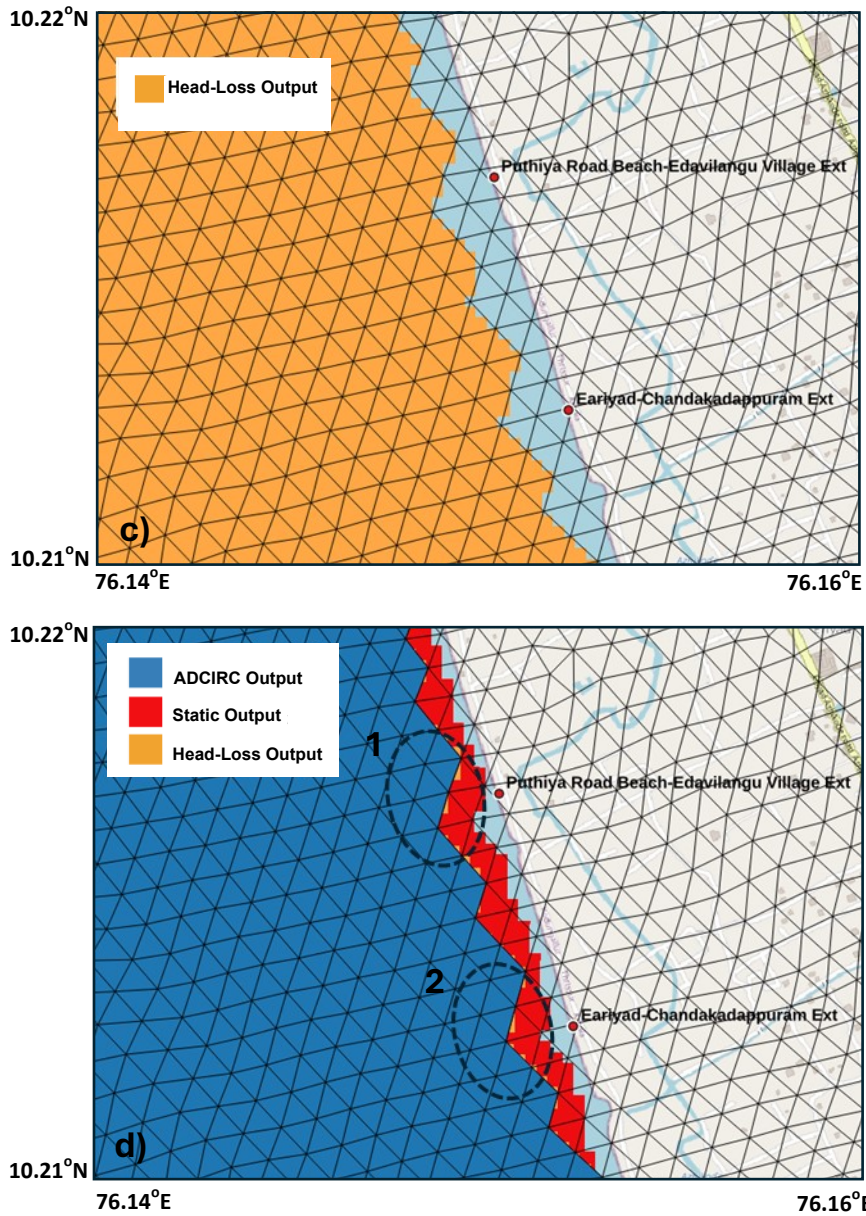 10.22°N
Head-Loss Output
Puthiya Road Beach-Edavilangu Village Ext
Eariyad-Chandakadappuram Ext
c)
10.21°N
76.14°E
76.16°E
10.22°N
ADCIRC Output
Static Output
Head-Loss Output
1
Puthiya Road Beach-Edavilangu Village Ext
2
Eariyad-Chandakadappuram Ext
d)
10.21°N
76.14°E
76.16°E